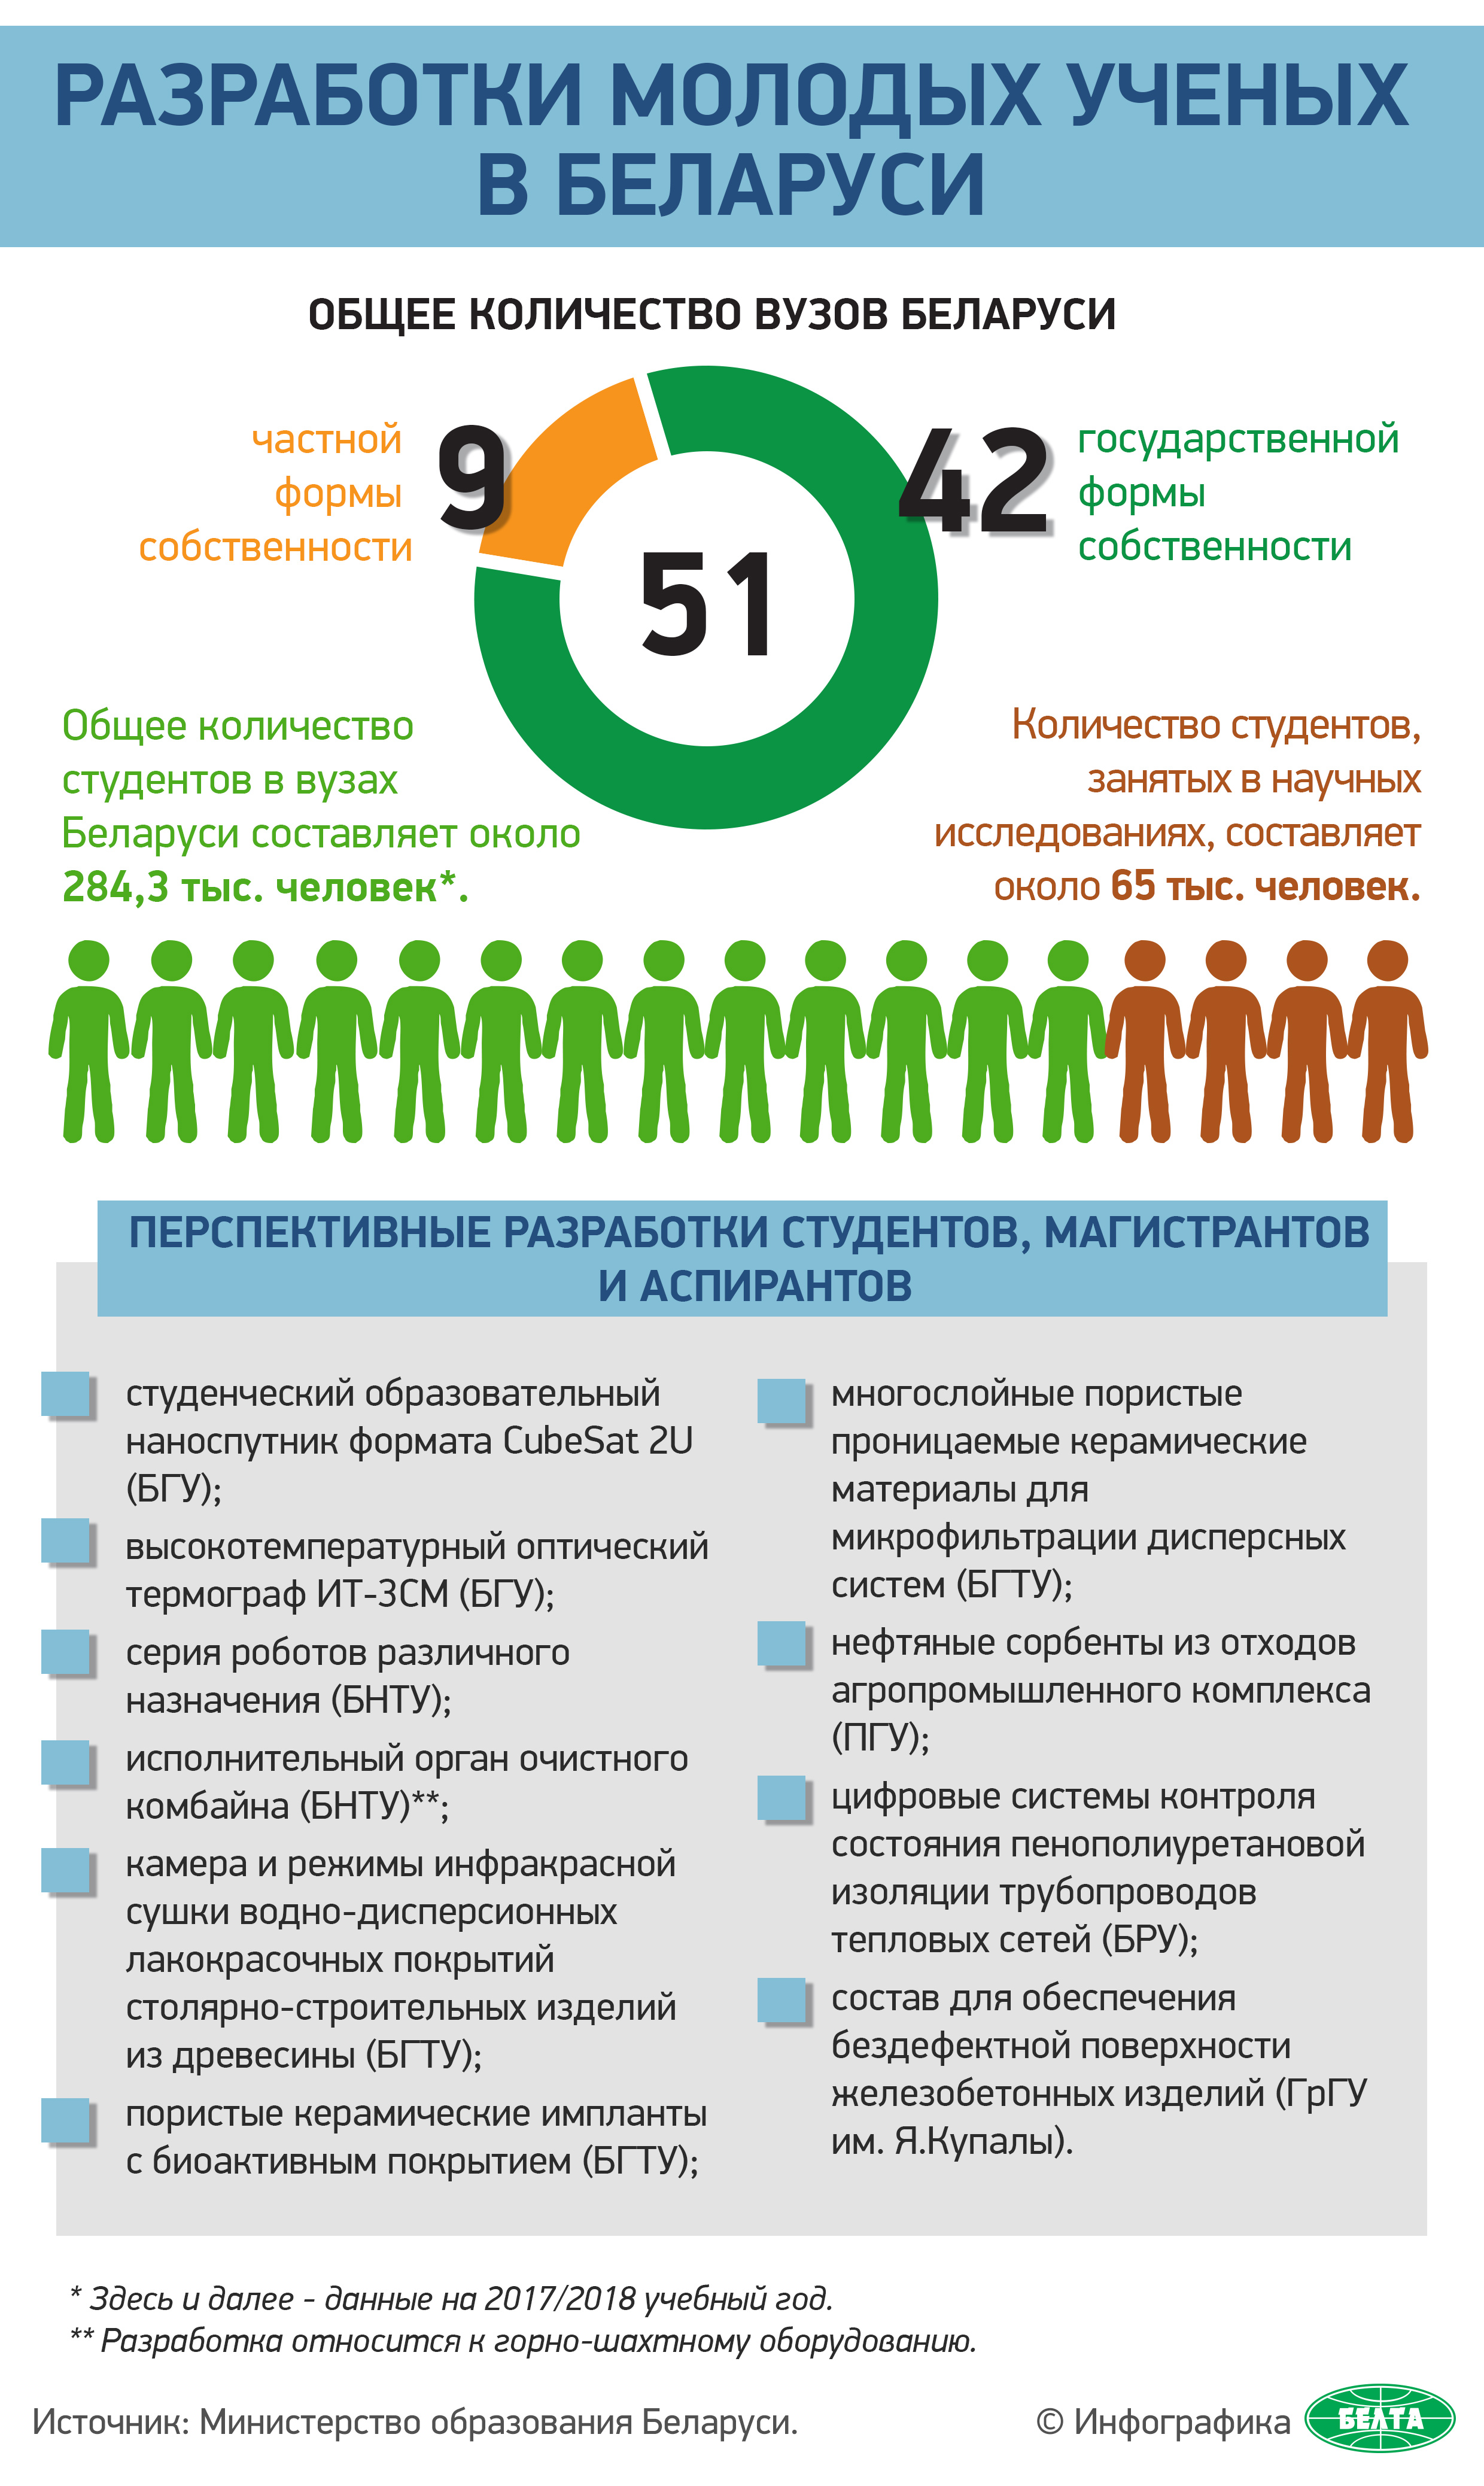 РАЗРАБОТКИ МОЛОДЫХ УЧЕНЫХ
В БЕЛАРУСИ
ОБЩЕЕ КОЛИЧЕСТВО ВУЗОВ БЕЛАРУСИ
частной
формы
собственности
9
51
42
государственной
формы
собственности
Общее количество
студентов в вузах
Беларуси составляет около
284,3 тыс. человек*.
Количество студентов,
занятых в научных
исследованиях, составляет
около 65 тыс. человек.
ПЕРСПЕКТИВНЫЕ РАЗРАБОТКИ СТУДЕНТОВ, МАГИСТРАНТОВ
И АСПИРАНТОВ
студенческий образовательный
наноспутник формата CubeSat 2U
(БГУ);
высокотемпературный оптический
термограф ИТ-3СМ (БГУ);
серия роботов различного
назначения (БНТУ);
исполнительный орган очистного
комбайна (БНТУ)**;
камера и режимы инфракрасной
сушки водно-дисперсионных
лакокрасочных покрытий
столярно-строительных изделий
из древесины (БГТУ);
пористые керамические импланты
с биоактивным покрытием (БГТУ);
многослойные пористые
проницаемые керамические
материалы для
микрофильтрации дисперсных
систем (БГТУ);
нефтяные сорбенты из отходов
агропромышленного комплекса
(ПГУ);
цифровые системы контроля
состояния пенополиуретановой
изоляции трубопроводов
тепловых сетей (БРУ);
состав для обеспечения
бездефектной поверхности
железобетонных изделий (ГрГУ
им. Я.Купалы).
* Здесь и далее - данные на 2017/2018 учебный год.
** Разработка относится к горно-шахтному оборудованию.
Источник: Министерство образования Беларуси.
© Инфографика
БЕЛТА